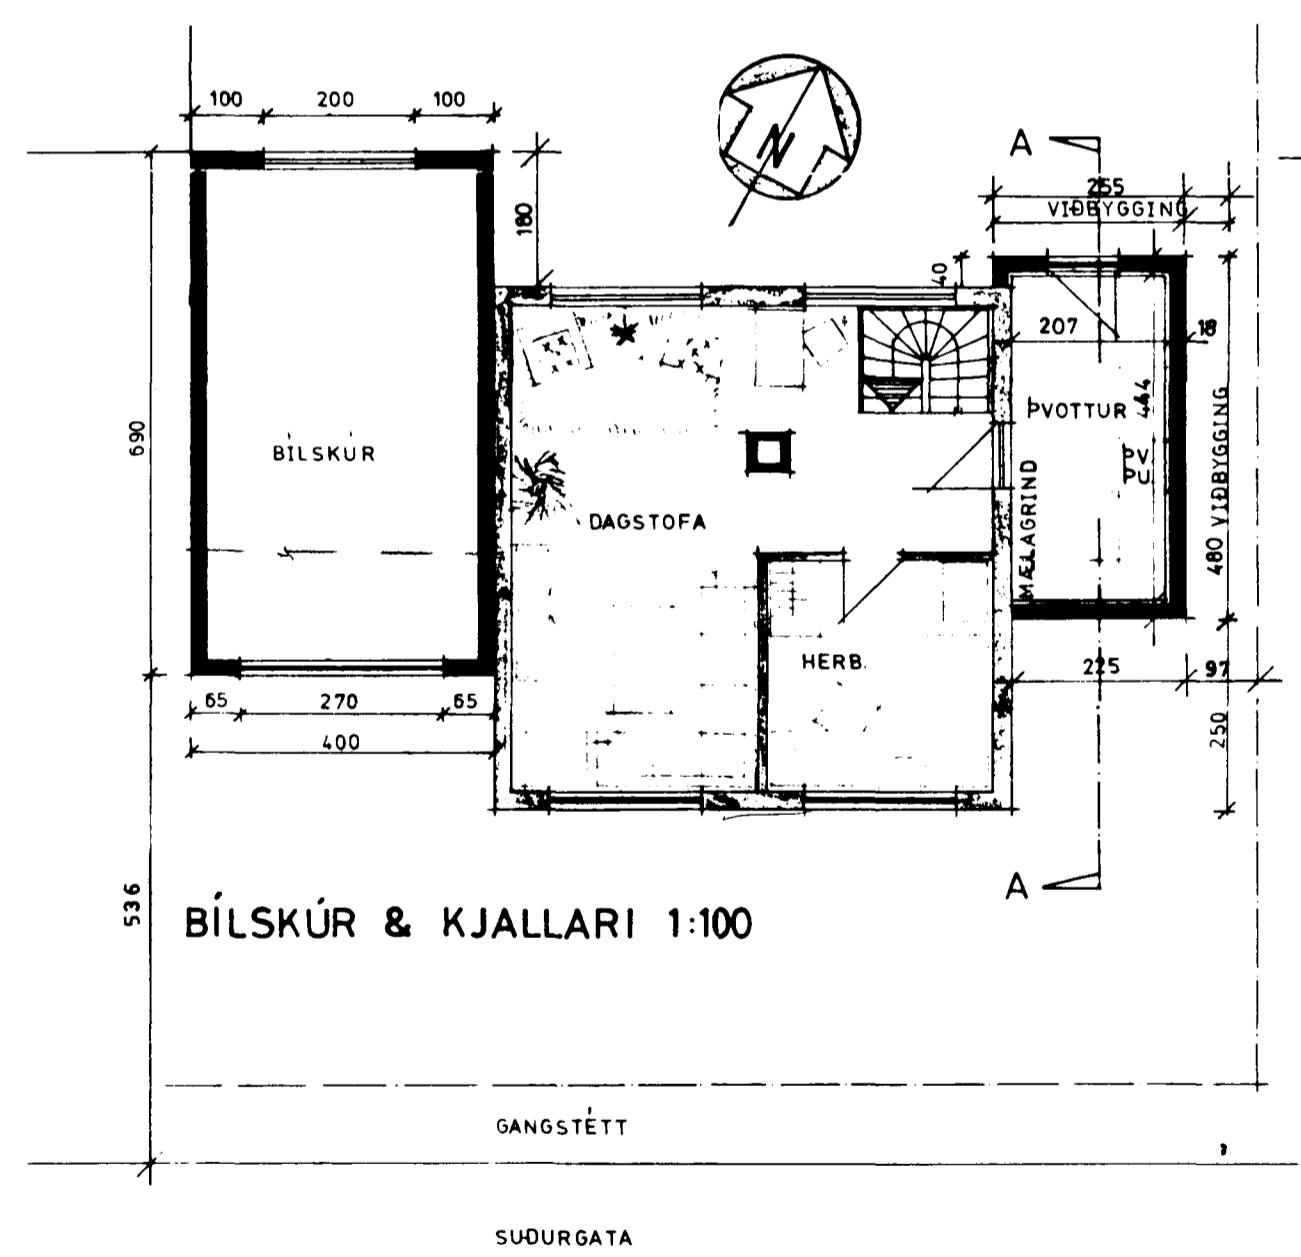 100 200 100
N
A
255
VIÐBYGGING
180
40
207
18
ÞVOTTUR
464
690
BÍLSKÚR
ÞV
ÞU
480 VIÐBYGGING
MÆLAGRIND
DAGSTOFA
HERB.
225
97
65 270 65
250
400
A
536
BÍLSKÚR & KJALLARI 1:100
GANGSTÉTT
SUÐURGATA